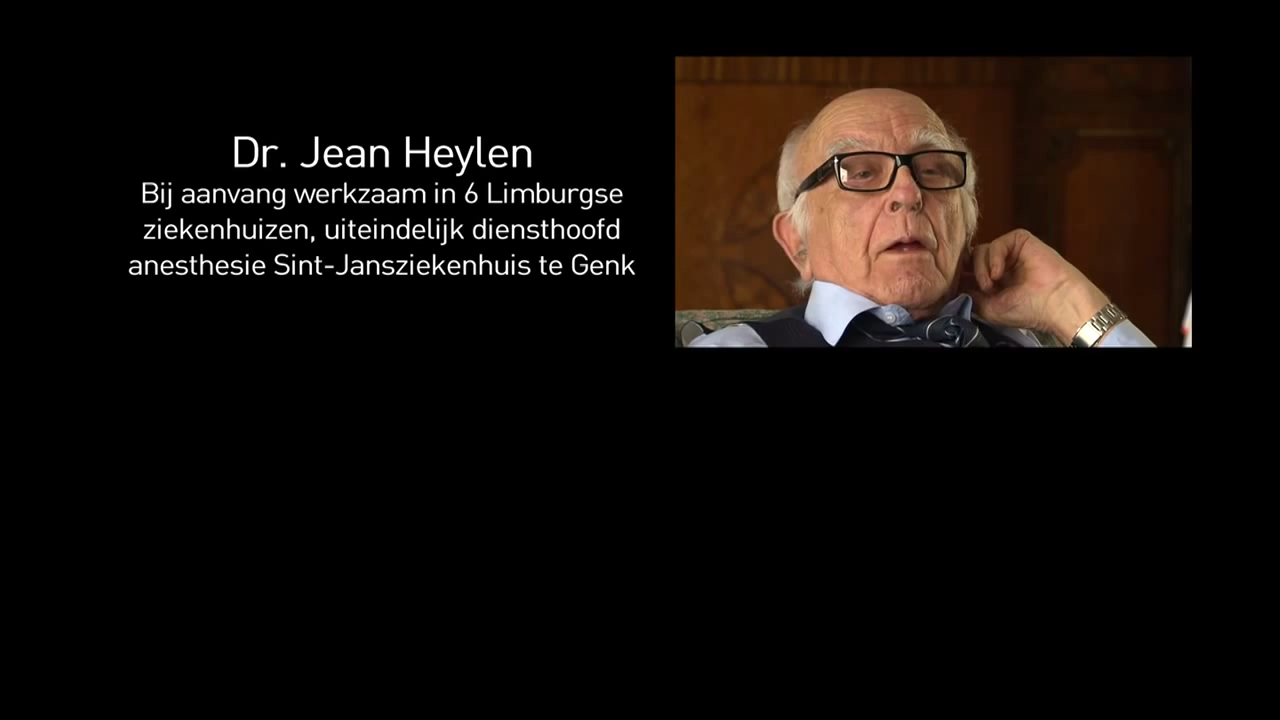 Dr. Jean Heylen
Bij aanvang werkzaam in 6 Limburgse
ziekenhuizen, uiteindelijk diensthoofd
anesthesie Sint-Jansziekenhuis te Genk